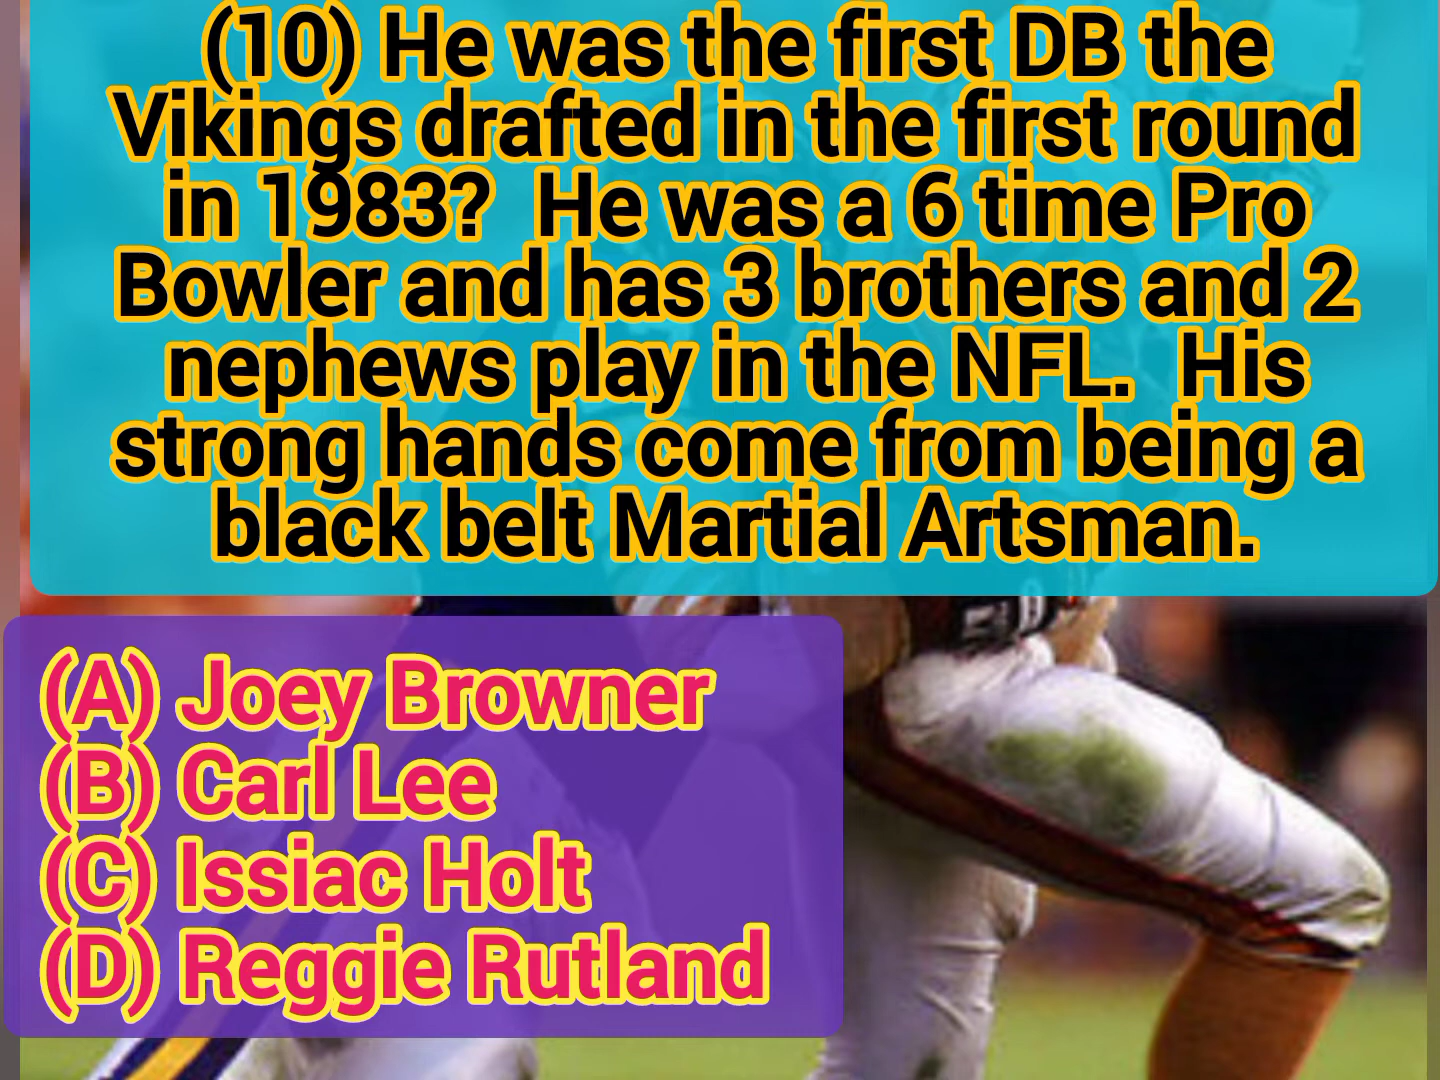 (10) He was the first DB the
Vikings drafted in the first round
in 1983?  He was a 6 time Pro
Bowler and has 3 brothers and 2
nephews play in the NFL.  His
strong hands come from being a
black belt Martial Artsman.
(A) Joey Browner
(B) Carl Lee
(C) Issiac Holt
(D) Reggie Rutland